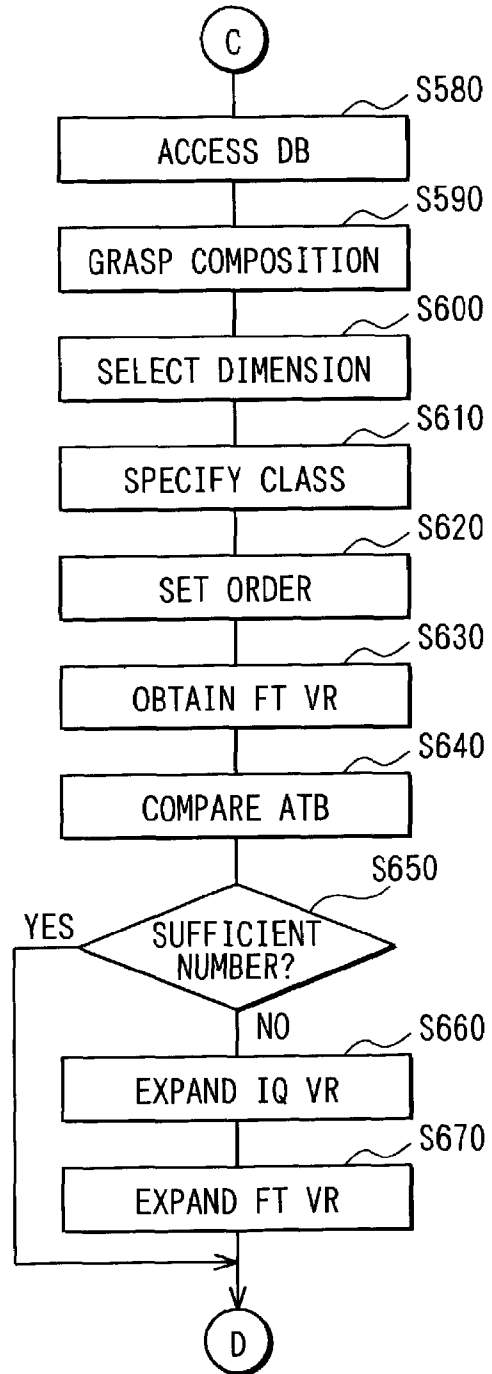 C
S580
ACCESS DB
S590
GRASP COMPOSITION
S600
SELECT DIMENSION
S610
SPECIFY CLASS
S620
SET ORDER
S630
OBTAIN FT VR
S640
COMPARE ATB
S650
YES
SUFFICIENT
NUMBER?
NO
S660
EXPAND IQ VR
S670
EXPAND FT VR
D